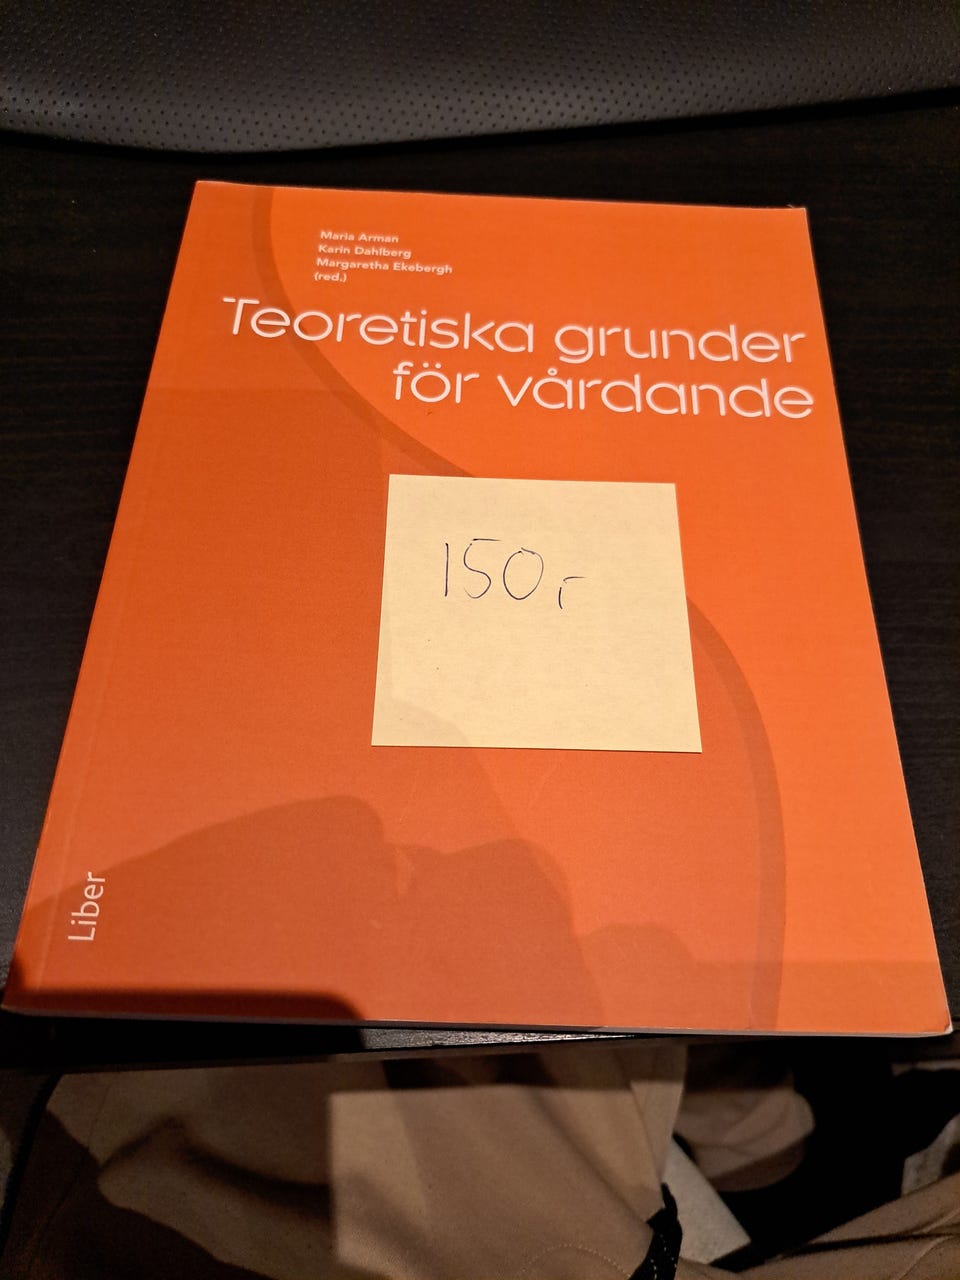 Maria Arman
Karin Dahlberg
Margaretha Ekebergh
(red.)
Teoretiska grunder
för vårdande
150,-
Liber